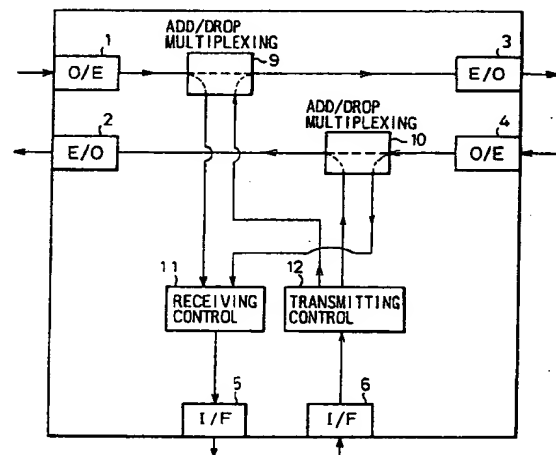 ADD/DROP
MULTIPLEXING
1
9
3
O/E
E/O
ADD/DROP
MULTIPLEXING
2
10
4
E/O
O/E
11
12
RECEIVING
CONTROL
TRANSMITTING
CONTROL
5
6
I/F
I/F